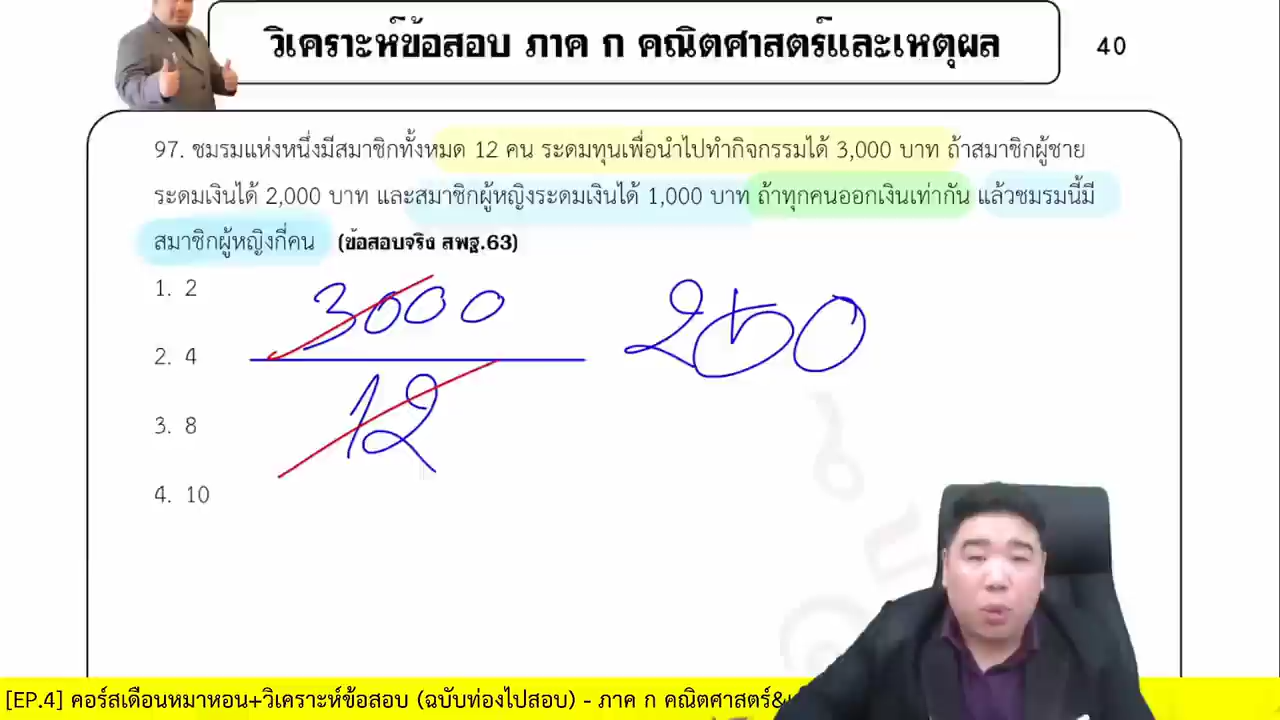 วิเคราะห์ข้อสอบ ภาค ก คณิตศาสตร์และเหตุผล
40
97. ชมรมแห่งหนึ่งมีสมาชิกทั้งหมด 12 คน ระดมทุนเพื่อนำไปทำกิจกรรมได้ 3,000 บาท ถ้าสมาชิกผู้ชาย
ระดมเงินได้ 2,000 บาท และสมาชิกผู้หญิงระดมเงินได้ 1,000 บาท ถ้าทุกคนออกเงินเท่ากัน แล้วชมรมนี้มี
สมาชิกผู้หญิงกี่คน (ข้อสอบจริง สพฐ.63)
1. 2
3000
250
2. 4
12
3. 8
4. 10
[EP.4] คอร์สเดือนหมาหอน+วิเคราะห์ข้อสอบ (ฉบับท่องไปสอบ) - ภาค ก คณิตศาสตร์&